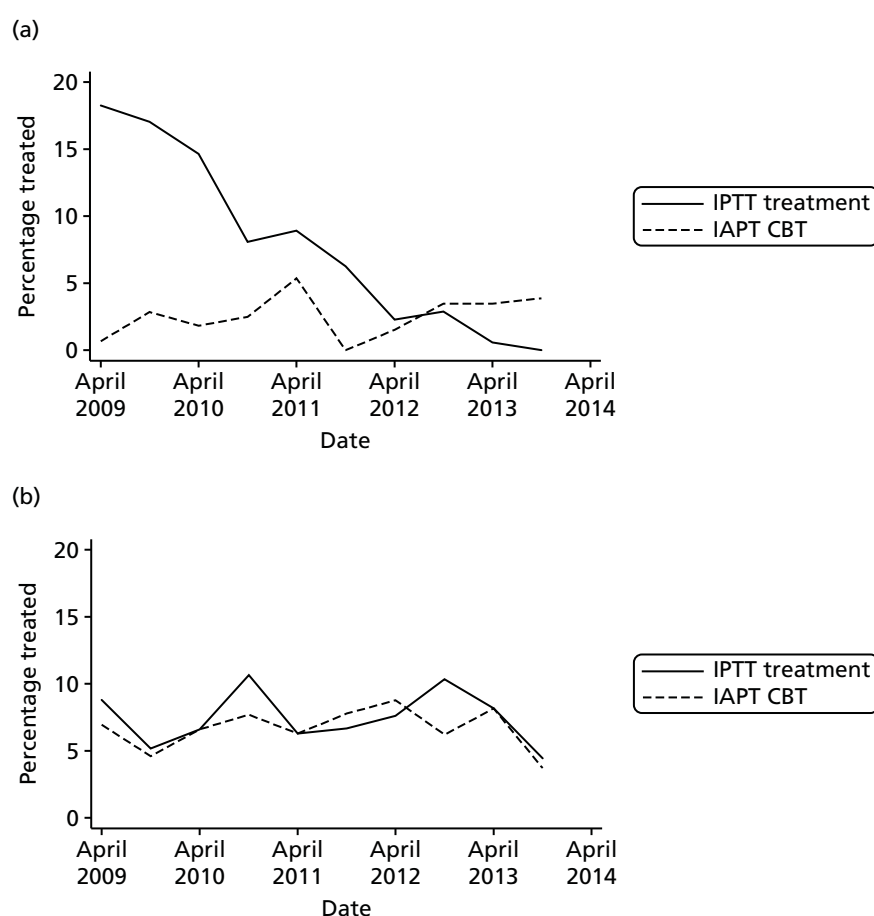 (a)
20
15
10
5
0
Percentage treated
April 2009
April 2010
April 2011
April 2012
April 2013
April 2014
Date
IPTT treatment
IAPT CBT
(b)
20
15
10
5
0
Percentage treated
April 2009
April 2010
April 2011
April 2012
April 2013
April 2014
Date
IPTT treatment
IAPT CBT